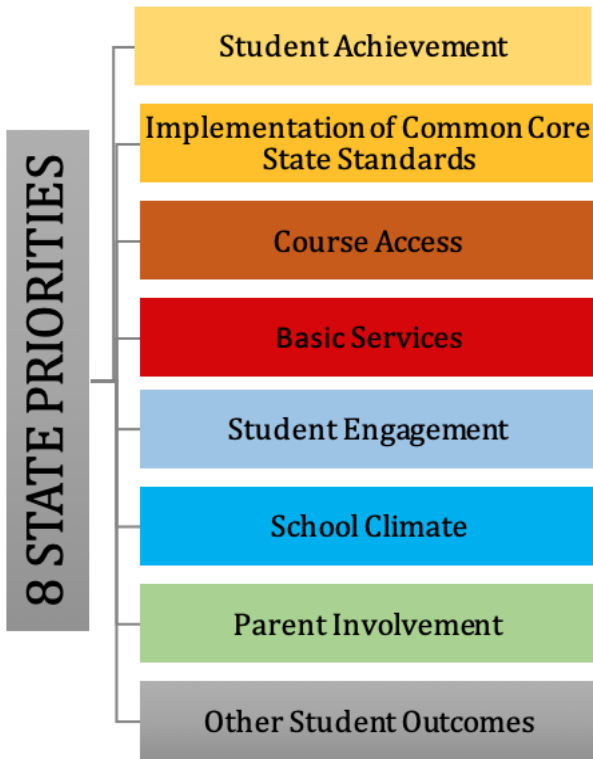 8 STATE PRIORITIES
Student Achievement
Implementation of Common Core
State Standards
Course Access
Basic Services
Student Engagement
School Climate
Parent Involvement
Other Student Outcomes